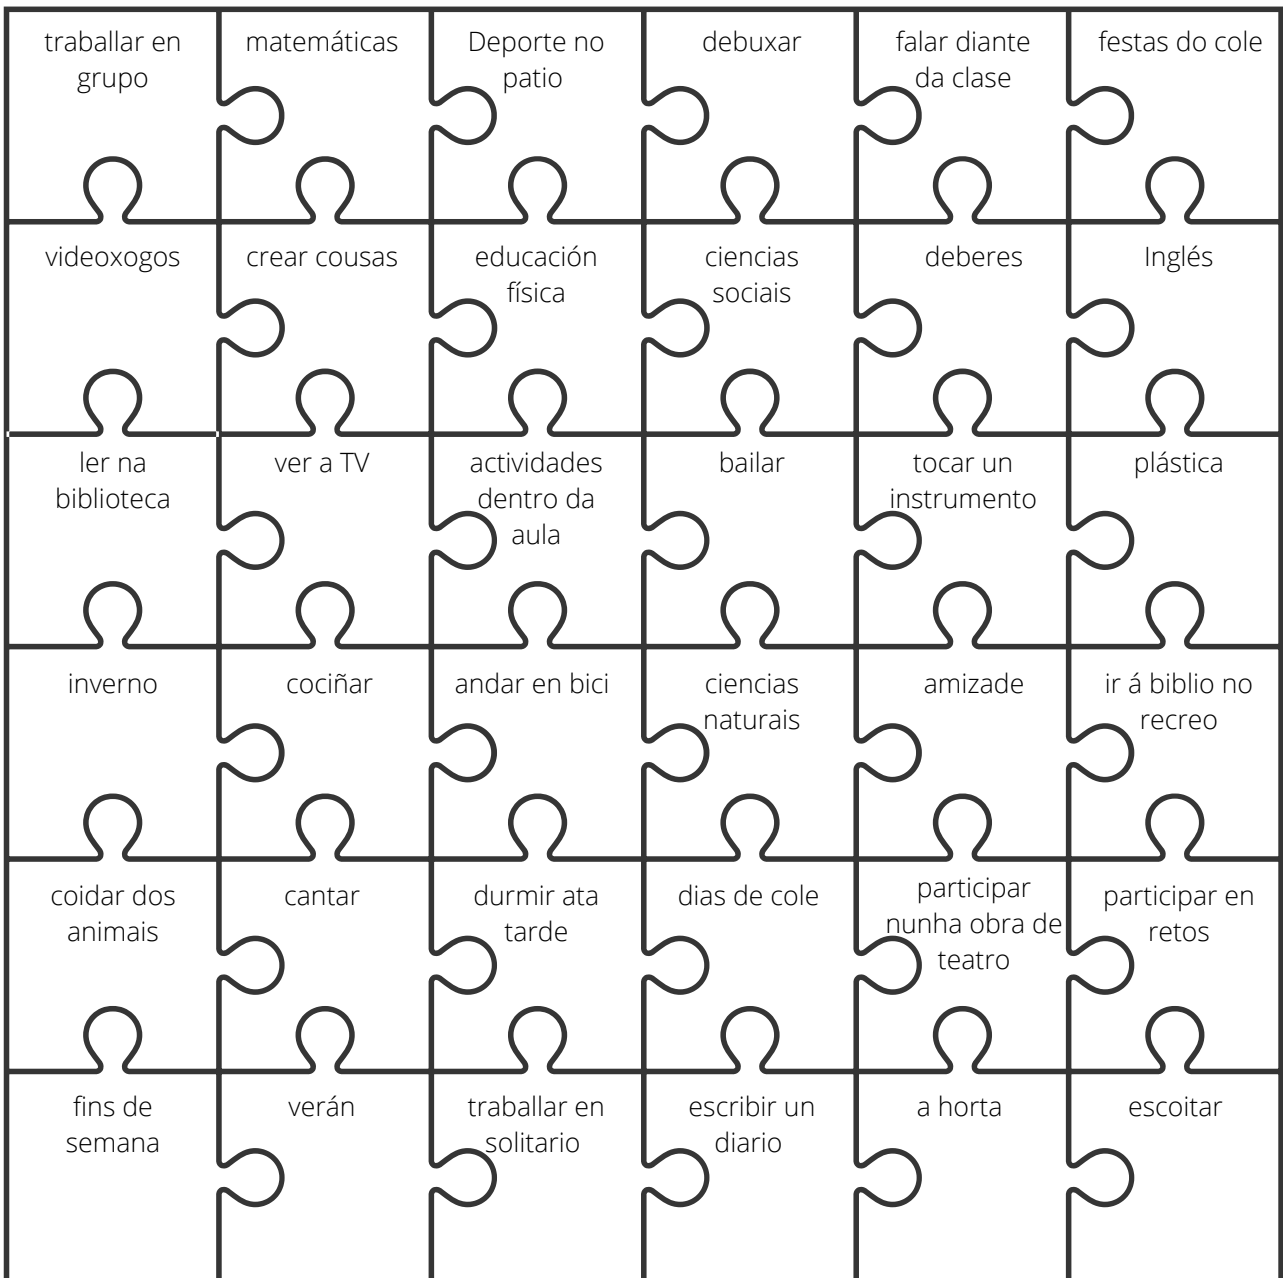 traballar en
grupo
matemáticas
Deporte no
patio
debuxar
falar diante
da clase
festas do cole
videoxogos
crear cousas
educación
física
ciencias
sociais
deberes
Inglés
ler na
biblioteca
ver a TV
actividades
dentro da
aula
bailar
tocar un
instrumento
plástica
inverno
cociñar
andar en bici
ciencias
naturais
amizade
ir á biblio no
recreo
coidar dos
animais
cantar
durmir ata
tarde
dias de cole
participar
nunha obra de
teatro
participar en
retos
fins de
semana
verán
traballar en
solitario
escribir un
diario
a horta
escoitar